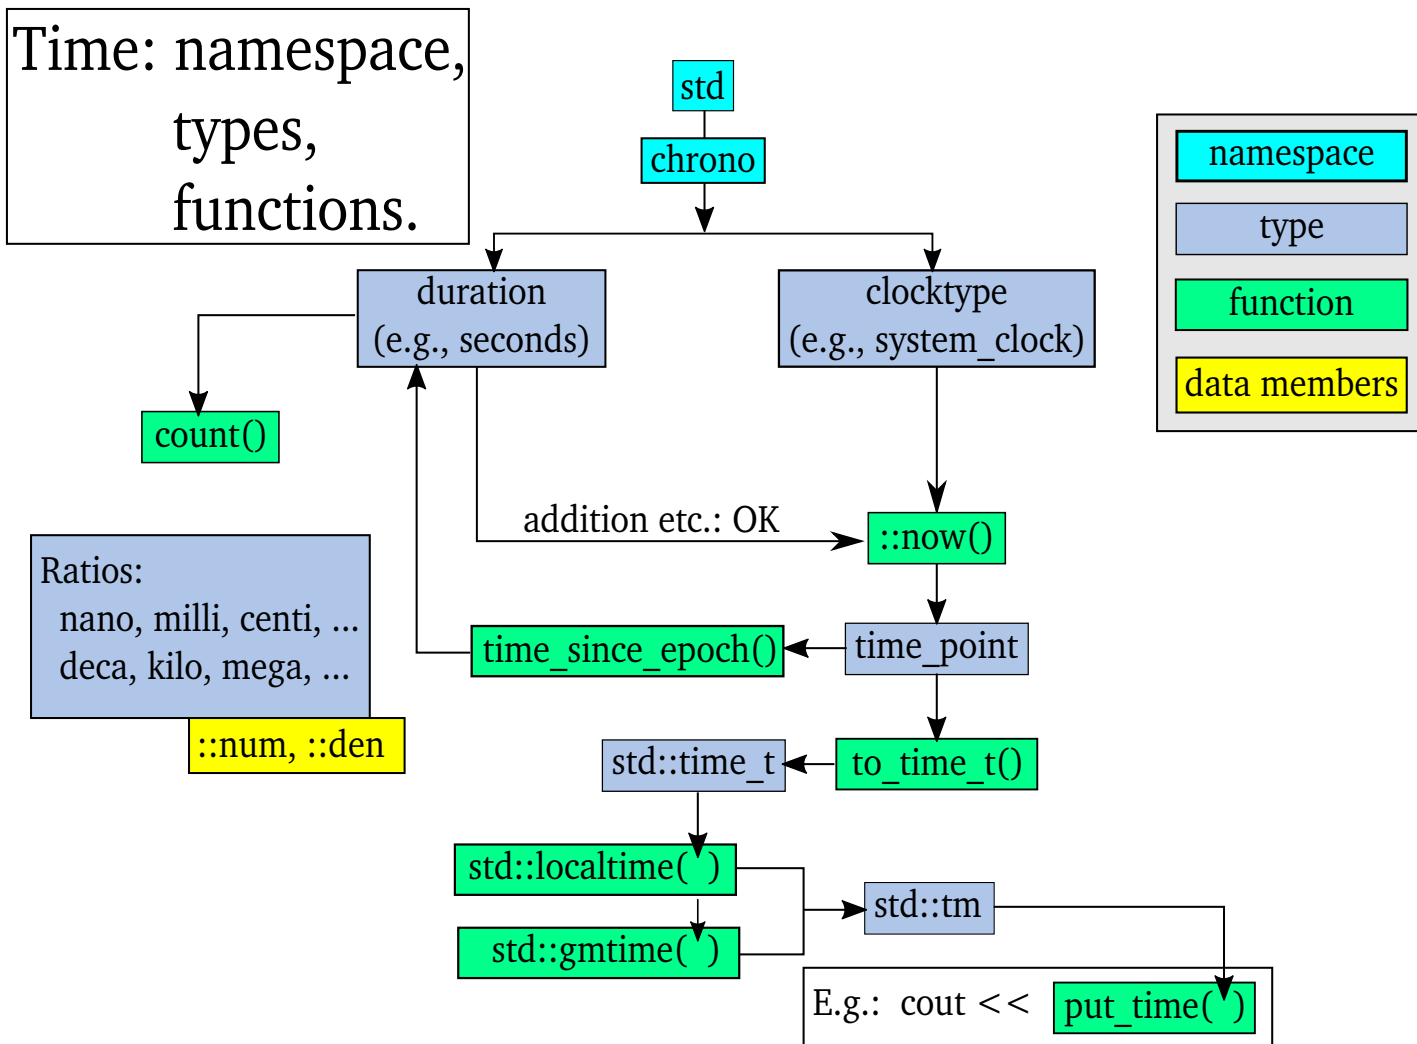 Time: namespace,
types,
functions.
std
chrono
namespace
type
function
data members
duration
(e.g., seconds)
clocktype
(e.g., system_clock)
count()
addition etc.: OK
::now()
Ratios:
nano, milli, centi, ...
deca, kilo, mega, ...
::num, ::den
time_since_epoch()
time_point
std::time_t
to_time_t()
std::localtime( )
std::gmtime( )
std::tm
E.g.: cout << put_time( )